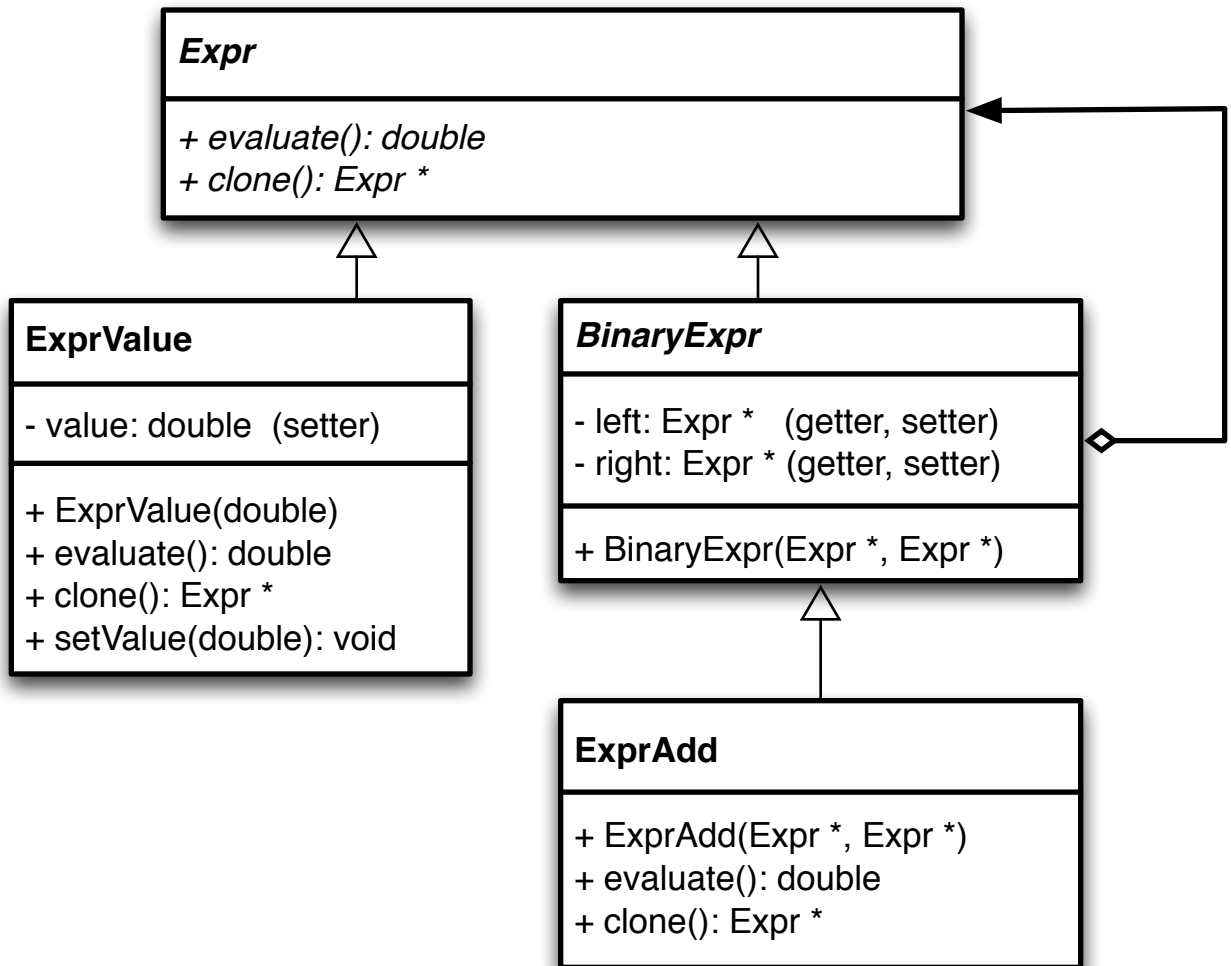 Expr
+ evaluate(): double
+ clone(): Expr *
ExprValue
- value: double (setter)
+ ExprValue(double)
+ evaluate(): double
+ clone(): Expr *
+ setValue(double): void
BinaryExpr
- left: Expr * (getter, setter)
- right: Expr * (getter, setter)
+ BinaryExpr(Expr *, Expr *)
ExprAdd
+ ExprAdd(Expr *, Expr *)
+ evaluate(): double
+ clone(): Expr *